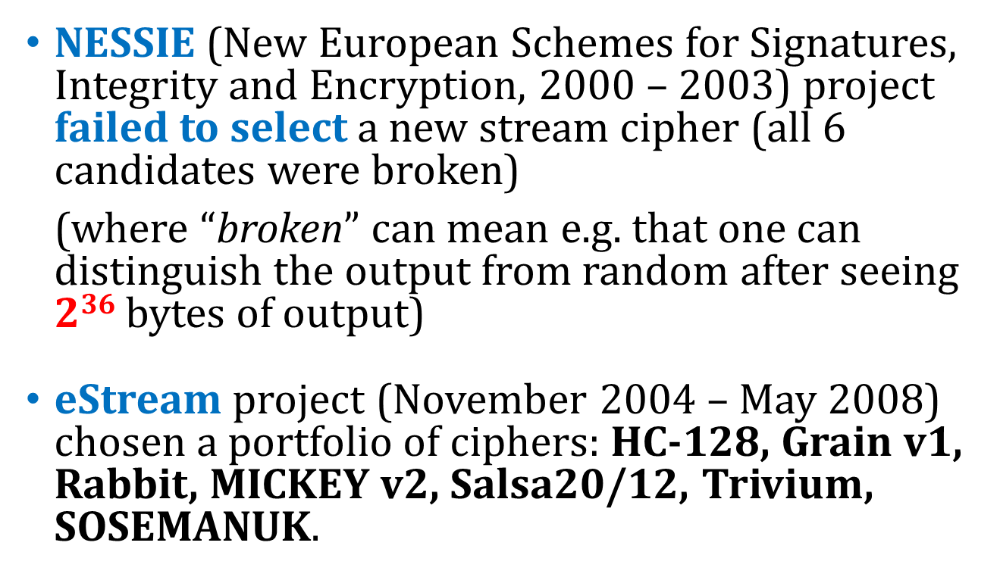 • NESSIE (New European Schemes for Signatures,
Integrity and Encryption, 2000 – 2003) project
failed to select a new stream cipher (all 6
candidates were broken)
(where “broken” can mean e.g. that one can
distinguish the output from random after seeing
2³⁶ bytes of output)
• eStream project (November 2004 – May 2008)
chosen a portfolio of ciphers: HC-128, Grain v1,
Rabbit, MICKEY v2, Salsa20/12, Trivium,
SOSEMANUK.